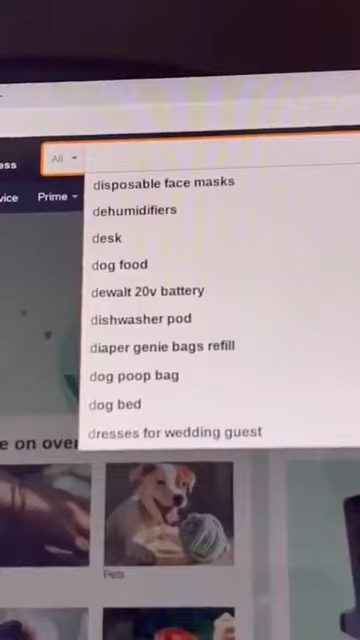 ess
All
vice
Prime
disposable face masks
dehumidifiers
desk
dog food
dewalt 20v battery
dishwasher pod
diaper genie bags refill
dog poop bag
dog bed
dresses for wedding guest
e on over
Pets